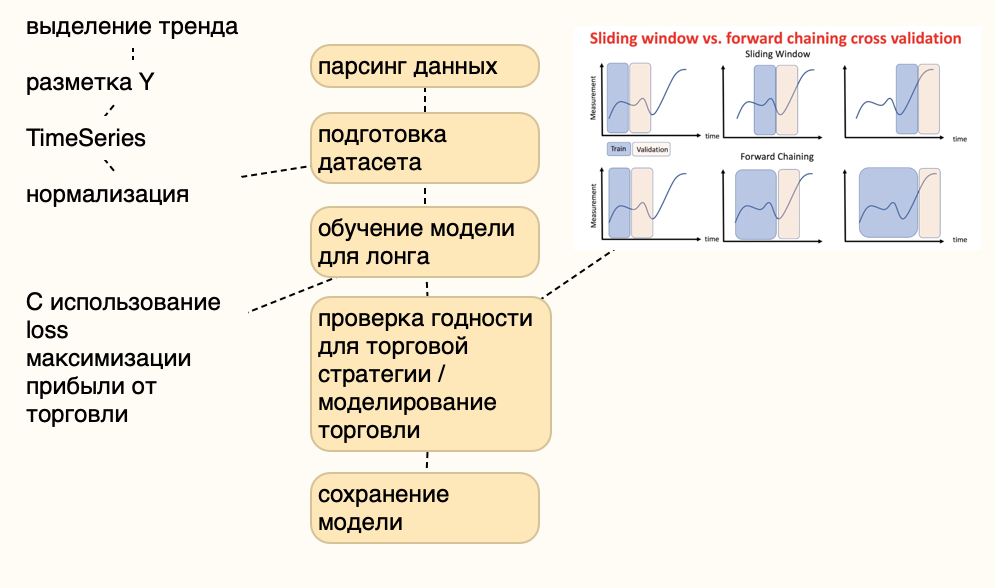 выделение тренда
разметка Y
TimeSeries
нормализация
С использование
loss
максимизации
прибыли от
торговли
парсинг данных
подготовка
датасета
обучение модели
для лонга
проверка годности
для торговой
стратегии /
моделирование
торговли
сохранение
модели
Sliding window vs. forward chaining cross validation
Sliding Window
Measurement
time
time
time
Train
Validation
Forward Chaining
Measurement
time
time
time